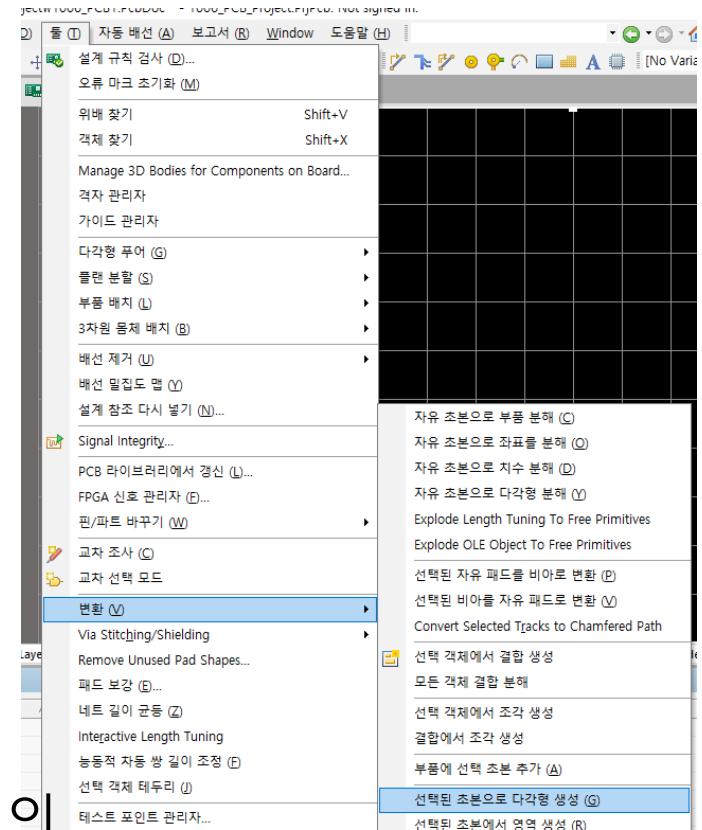 1000_PCB1.PcbDoc - 1000_PCB_Project.PrjPcb. Not signed in.
툴 (T) 자동 배선 (A) 보고서 (R) Window 도움말 (H)
설계 규칙 검사 (D)...
오류 마크 초기화 (M)
[No Varia
위배 찾기 Shift+V
객체 찾기 Shift+X
Manage 3D Bodies for Components on Board...
격자 관리자
가이드 관리자
다각형 푸어 (G)
플랜 분할 (S)
부품 배치 (L)
3차원 몸체 배치 (B)
배선 제거 (U)
배선 밀집도 맵 (Y)
설계 참조 다시 넣기 (N)...
Signal Integrity...
PCB 라이브러리에서 갱신 (L)...
FPGA 신호 관리자 (F)...
핀/파트 바꾸기 (W)
교차 조사 (C)
교차 선택 모드
변환 (V)
Via Stitching/Shielding
Remove Unused Pad Shapes...
패드 보강 (E)...
네트 길이 균등 (Z)
Interactive Length Tuning
능동적 차동 쌍 길이 조정 (F)
선택 객체 테두리 (J)
테스트 포인트 관리자...
자유 초본으로 부품 분해 (C)
자유 초본으로 좌표를 분해 (O)
자유 초본으로 치수 분해 (D)
자유 초본으로 다각형 분해 (Y)
Explode Length Tuning To Free Primitives
Explode OLE Object To Free Primitives
선택된 자유 패드를 비아로 변환 (P)
선택된 비아를 자유 패드로 변환 (V)
Convert Selected Tracks to Chamfered Path
선택 객체에서 결합 생성
모든 객체 결합 분해
선택 객체에서 조각 생성
결합에서 조각 생성
부품에 선택 초본 추가 (A)
선택된 초본으로 다각형 생성 (G)
선택된 초본에서 영역 생성 (R)
Laye
이